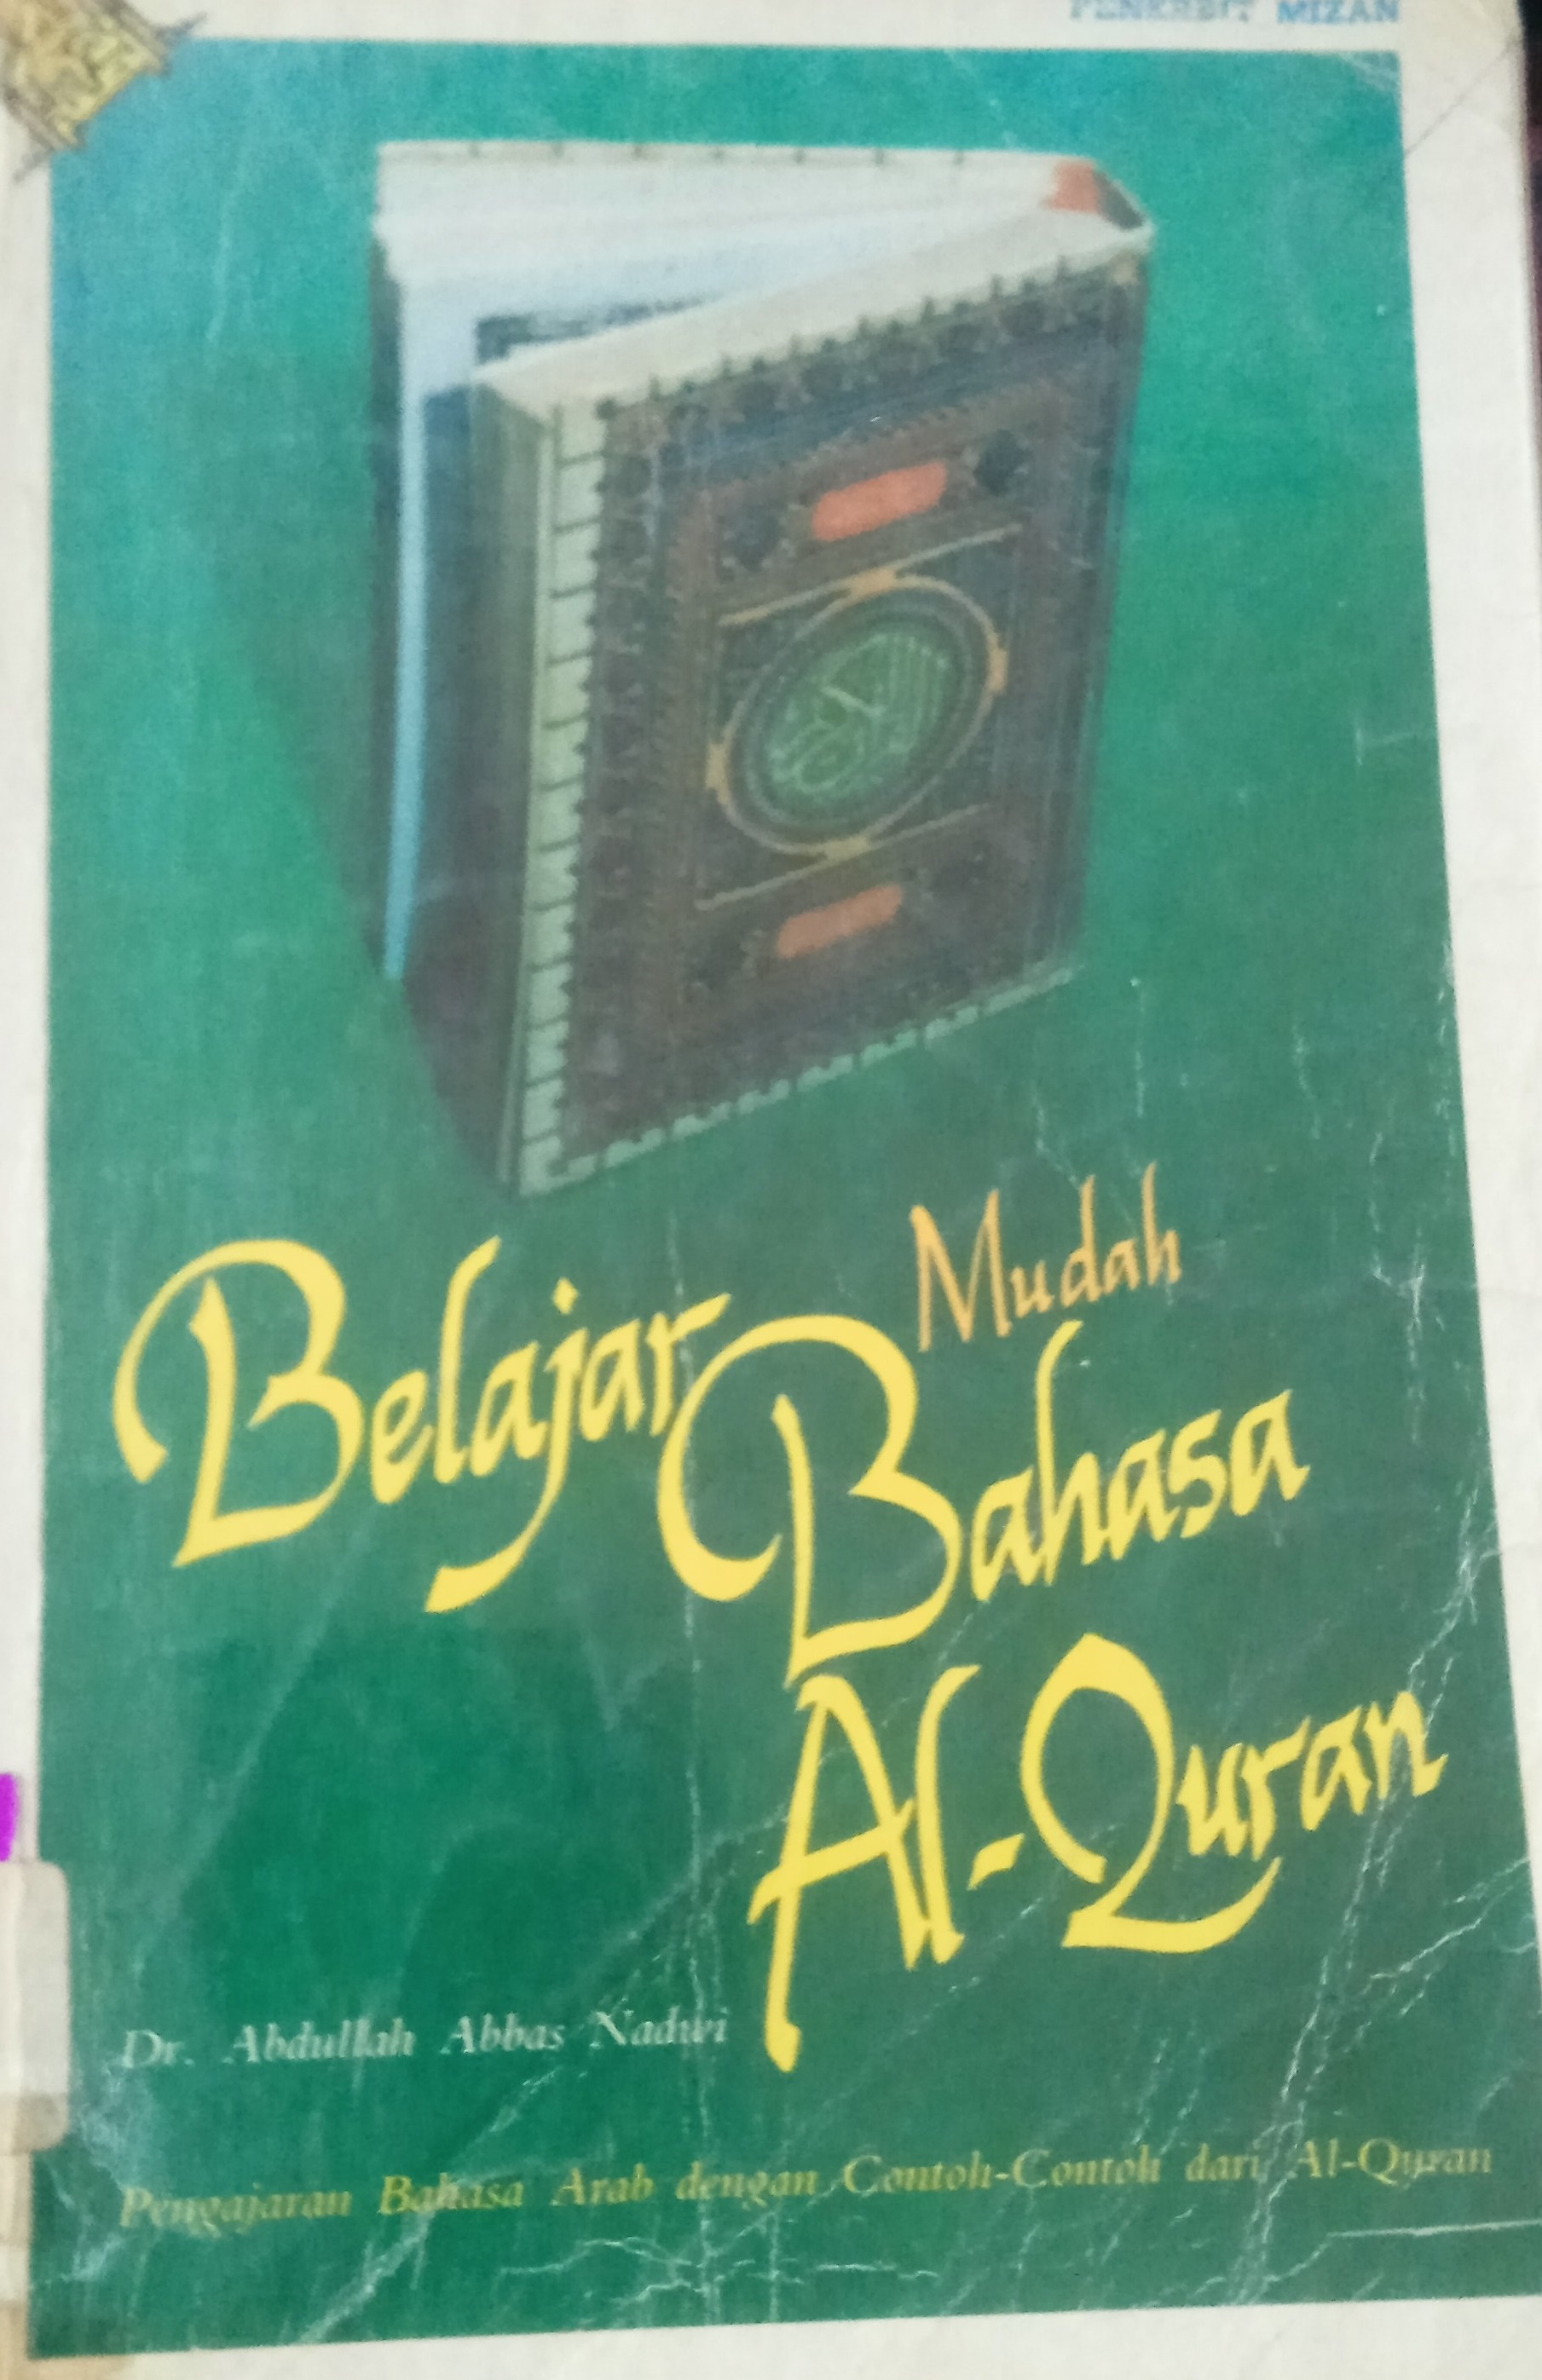 PENERBIT MIZAN
Mudah
Belajar Bahasa
Al-Quran
Dr. Abdullah Abbas Nadwi
Pengajaran Bahasa Arab dengan Contoh-Contoh dari Al-Quran